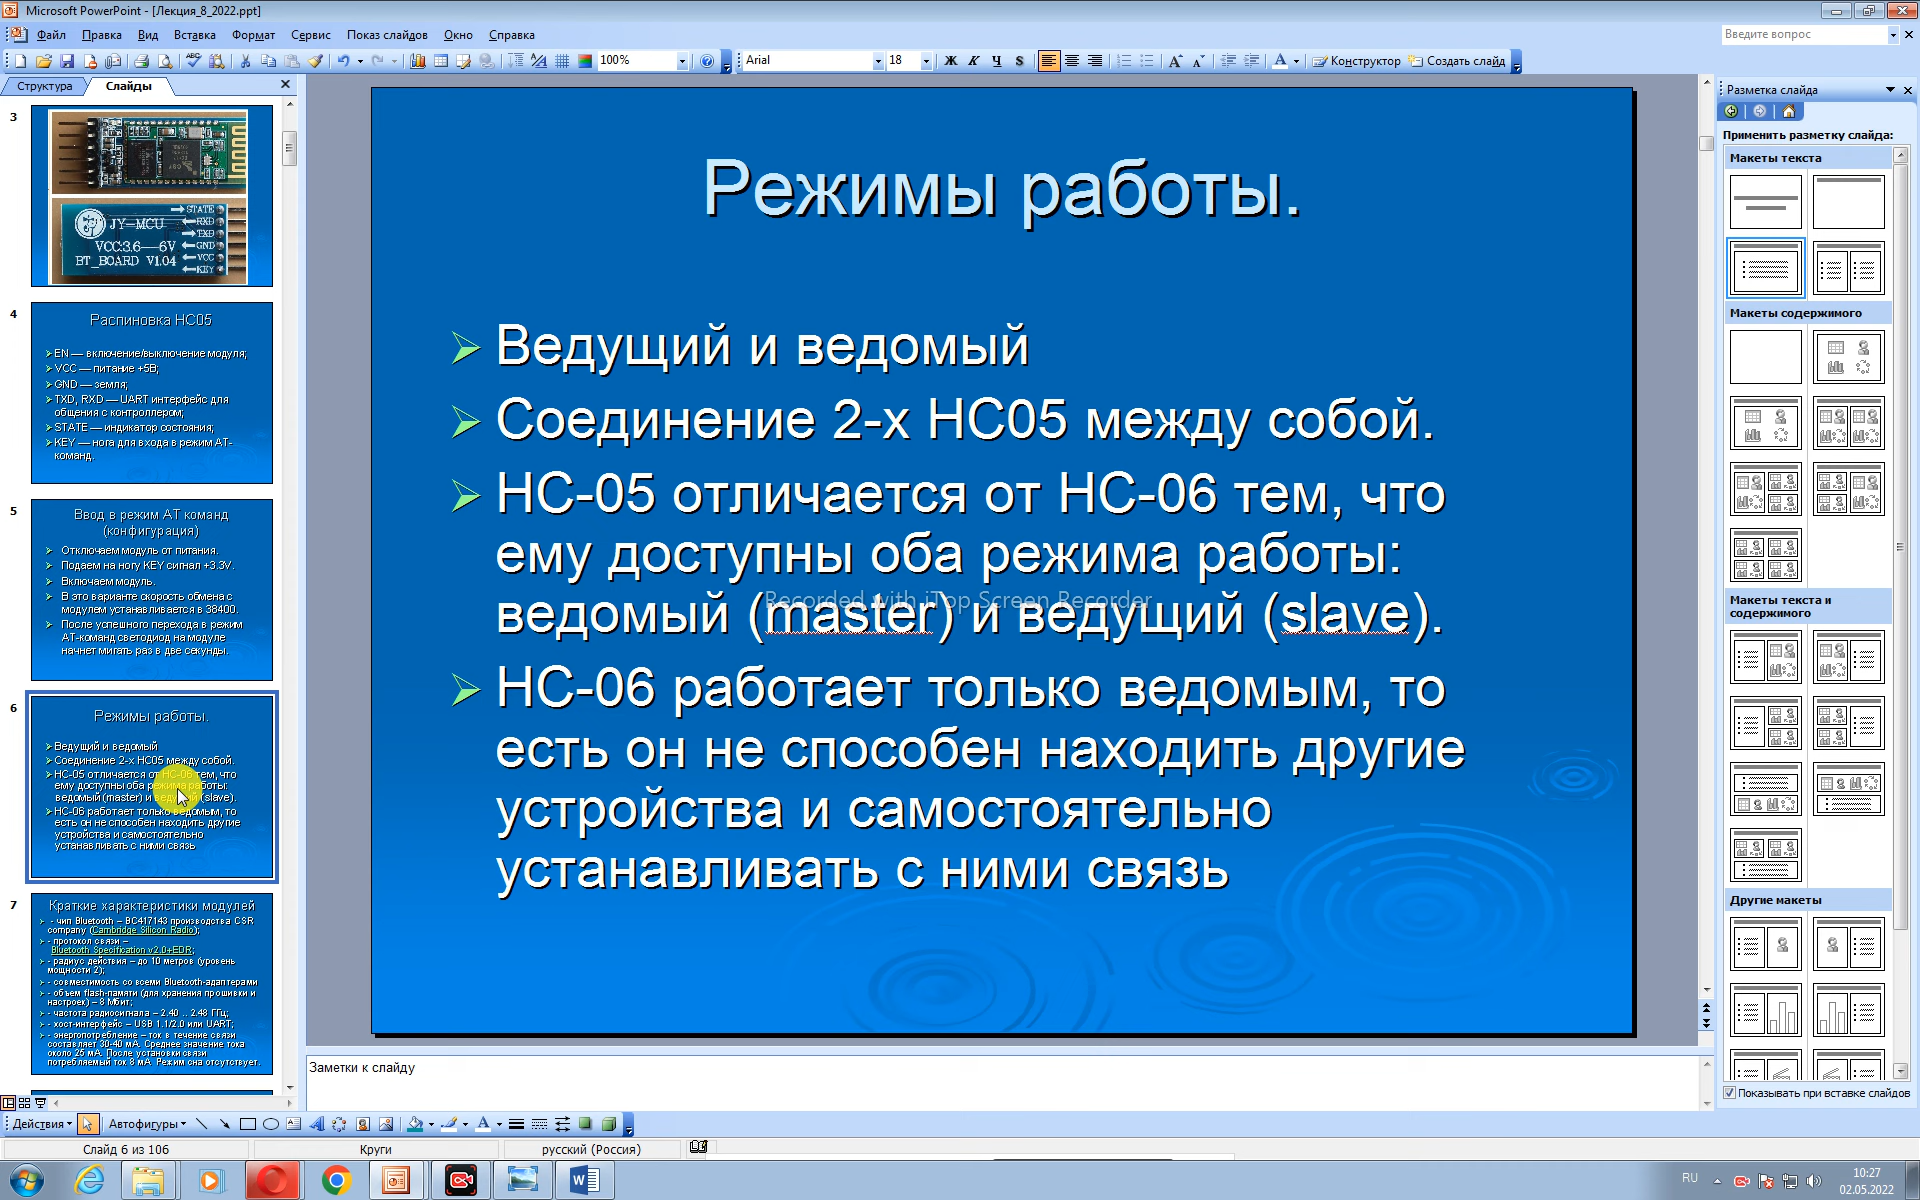 Microsoft PowerPoint - [Лекция_8_2022.ppt]
Файл Правка Вид Вставка Формат Сервис Показ слайдов Окно Справка
Введите вопрос
100%
Arial
18
Ж К Ч S
Конструктор
Создать слайд
Структура
Слайды
3
JY-MCU
VCC:3.6--6V
BT_BOARD V1.04
STATE
RXD
TXD
GND
VCC
KEY
4
Распиновка HC05
EN — включение/выключение модуля;
VCC — питание +5В;
GND — земля;
TXD, RXD — UART интерфейс для
общения с контроллером;
STATE — индикатор состояния;
KEY — нога для входа в режим AT-
команд.
5
Ввод в режим АТ команд
(конфигурация)
Отключаем модуль от питания.
Подаем на ногу KEY сигнал +3.3V.
Включаем модуль.
В это варианте скорость обмена с
модулем устанавливается в 38400.
После успешного перехода в режим
АТ-команд светодиод на модуле
начнет мигать раз в две секунды.
6
Режимы работы.
Ведущий и ведомый
Соединение 2-х HC05 между собой.
HC-05 отличается от HC-06 тем, что
ему доступны оба режима работы:
ведомый (master) и ведущий (slave).
HC-06 работает только ведомым, то
есть он не способен находить другие
устройства и самостоятельно
устанавливать с ними связь
7
Краткие характеристики модулей
- чип Bluetooth – BC417143 производства CSR
company (Cambridge Silicon Radio);
- протокол связи –
Bluetooth Specification v2.0+EDR;
- радиус действия – до 10 метров (уровень
мощности 2);
- совместимость со всеми Bluetooth-адаптерами
- объем flash-памяти (для хранения прошивки и
настроек) – 8 Мбит;
- частота радиосигнала – 2.40 .. 2.48 ГГц;
- хост-интерфейс – USB 1.1/2.0 или UART;
- энергопотребление – ток в течение связи
составляет 30-40 мА. Среднее значение тока
около 25 мА. После установки связи
потребляемый ток 8 мА. Режим сна отсутствует.
Режимы работы.
Ведущий и ведомый
Соединение 2-х HC05 между собой.
HC-05 отличается от HC-06 тем, что
ему доступны оба режима работы:
ведомый (master) и ведущий (slave).
HC-06 работает только ведомым, то
есть он не способен находить другие
устройства и самостоятельно
устанавливать с ними связь
Recorded with iTop Screen Recorder
Заметки к слайду
Разметка слайда
Применить разметку слайда:
Макеты текста
Макеты содержимого
Макеты текста и
содержимого
Другие макеты
Показывать при вставке слайдов
Действия
Автофигуры
Слайд 6 из 106
Круги
русский (Россия)
RU
10:27
02.05.2022